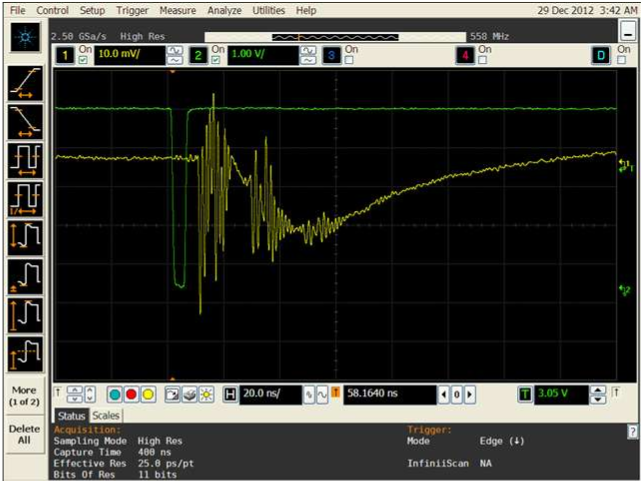 File Control Setup Trigger Measure Analyze Utilities Help 29 Dec 2012 3:42 AM
2.50 GSa/s High Res 558 MHz
1 On 10.0 mV/ 2 On 1.00 V/ 3 On 4 On D On
More
(1 of 2)
Delete
All
H 20.0 ns/ 58.1640 ns 0 T 3.05 V
Status Scales
Acquisition: Trigger:
Sampling Mode High Res Mode Edge (↓)
Capture Time 400 ns
Effective Res 25.0 ps/pt InfiniiScan NA
Bits Of Res 11 bits